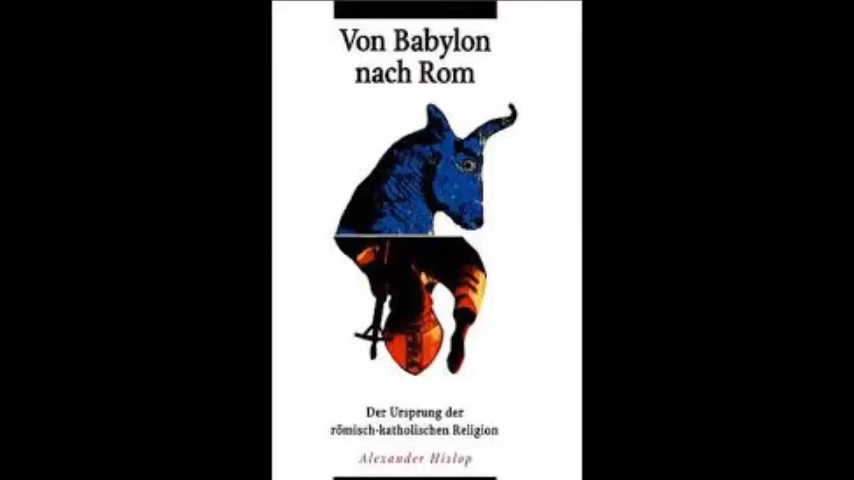 Von Babylon
nach Rom
Der Ursprung der
römisch-katholischen Religion
Alexander Hislop